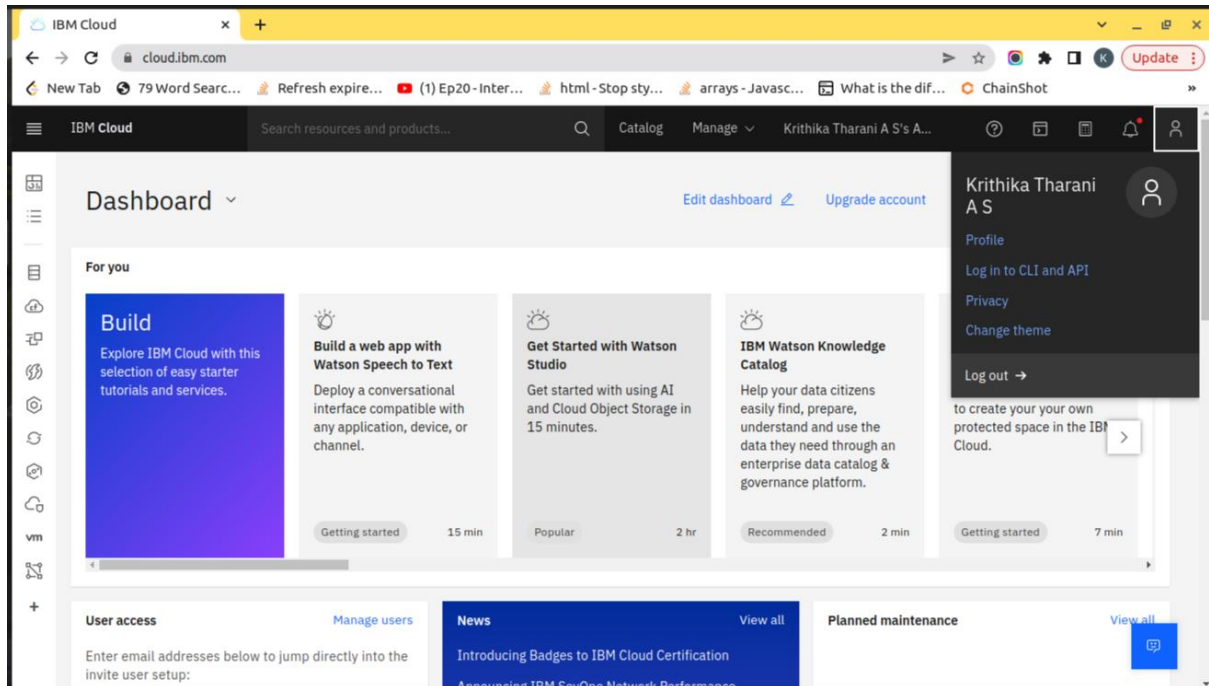 IBM Cloud
cloud.ibm.com
K
Update
New Tab
79 Word Searc...
Refresh expire...
(1) Ep20 - Inter...
html - Stop sty...
arrays - Javasc...
What is the dif...
ChainShot
»
IBM Cloud
Search resources and products...
Catalog
Manage
Krithika Tharani A S's A...
Krithika Tharani
A S
Profile
Log in to CLI and API
Privacy
Change theme
Log out →
Dashboard
Edit dashboard
Upgrade account
For you
Build
Explore IBM Cloud with this
selection of easy starter
tutorials and services.
Build a web app with
Watson Speech to Text
Deploy a conversational
interface compatible with
any application, device, or
channel.
Getting started
15 min
Get Started with Watson
Studio
Get started with using AI
and Cloud Object Storage in
15 minutes.
Popular
2 hr
IBM Watson Knowledge
Catalog
Help your data citizens
easily find, prepare,
understand and use the
data they need through an
enterprise data catalog &
governance platform.
Recommended
2 min
to create your your own
protected space in the IBM
Cloud.
Getting started
7 min
vm
User access
Manage users
Enter email addresses below to jump directly into the
invite user setup:
News
View all
Introducing Badges to IBM Cloud Certification
Announcing IBM SevOne Network Performance
Planned maintenance
View all